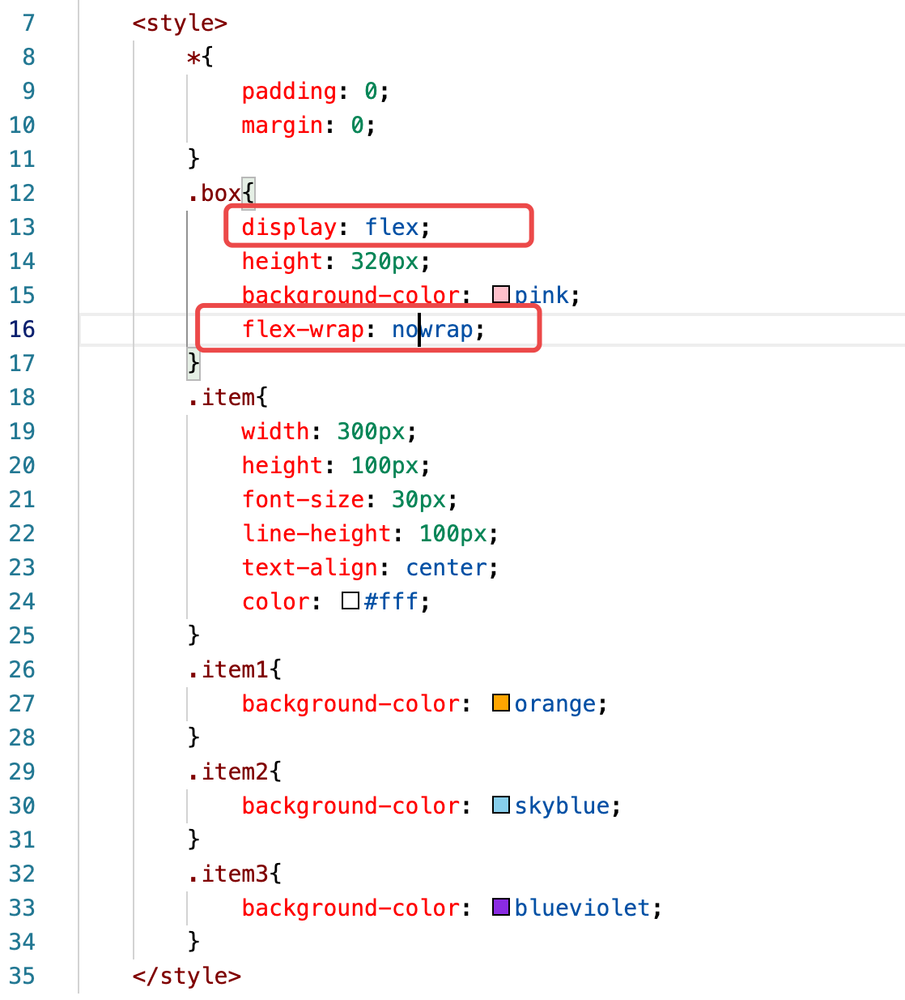 7 <style>
8 *{
9 padding: 0;
10 margin: 0;
11 }
12 .box{
13 display: flex;
14 height: 320px;
15 background-color: pink;
16 flex-wrap: nowrap;
17 }
18 .item{
19 width: 300px;
20 height: 100px;
21 font-size: 30px;
22 line-height: 100px;
23 text-align: center;
24 color: #fff;
25 }
26 .item1{
27 background-color: orange;
28 }
29 .item2{
30 background-color: skyblue;
31 }
32 .item3{
33 background-color: blueviolet;
34 }
35 </style>